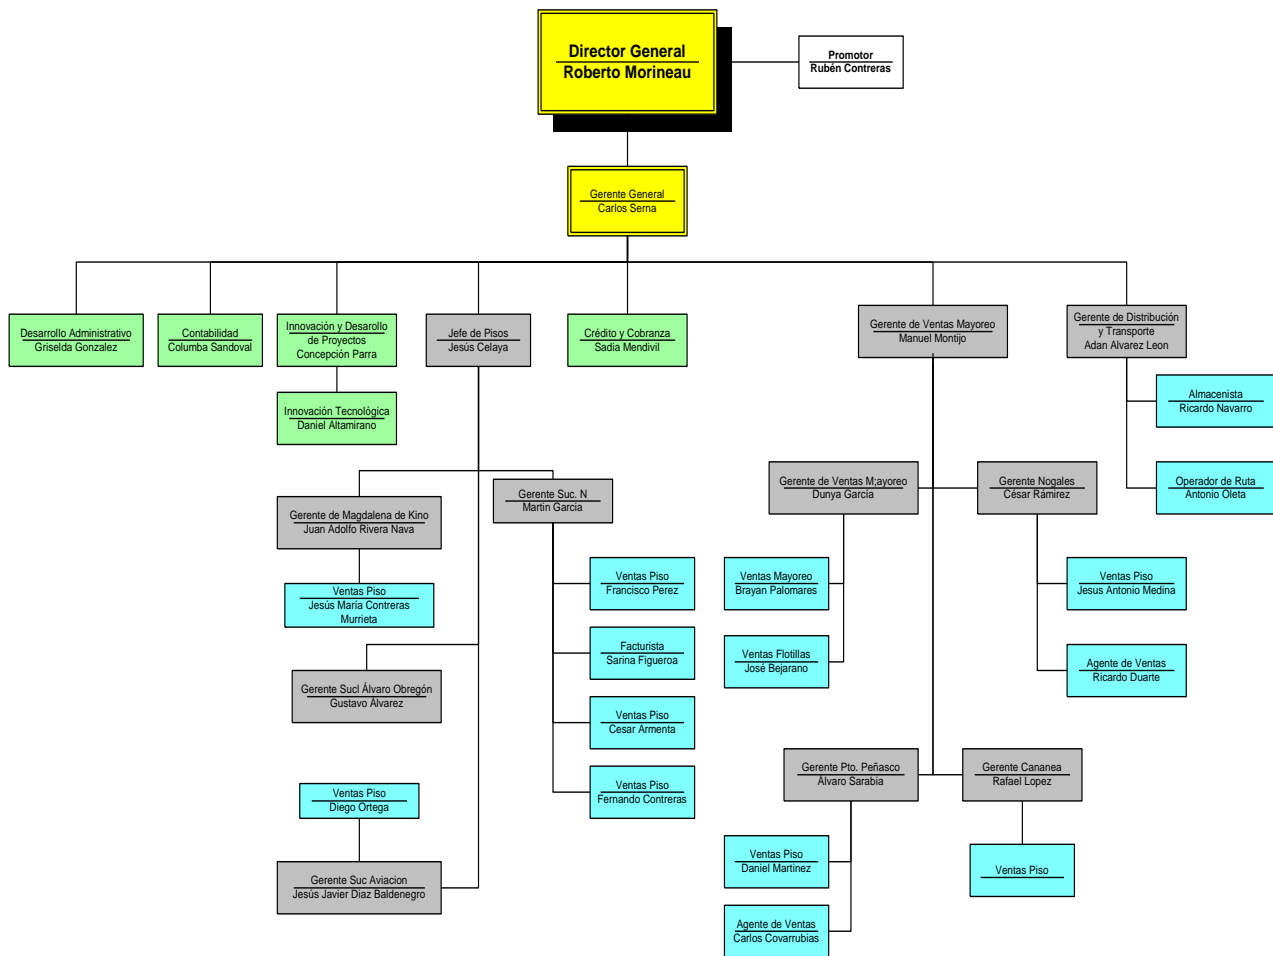 Director General
Roberto Morineau
Promotor
Rubén Contreras
Gerente General
Carlos Serna
Desarrollo Administrativo
Griselda Gonzalez
Contabilidad
Columba Sandoval
Innovación y Desarollo
de Proyectos
Concepción Parra
Jefe de Pisos
Jesús Celaya
Crédito y Cobranza
Sadia Mendivil
Gerente de Ventas Mayoreo
Manuel Montijo
Gerente de Distribución
y Transporte
Adan Alvarez Leon
Innovación Tecnológica
Daniel Altamirano
Almacenista
Ricardo Navarro
Gerente de Magdalena de Kino
Juan Adolfo Rivera Nava
Gerente Suc. N
Martin Garcia
Gerente de Ventas M;ayoreo
Dunya García
Gerente Nogales
César Rámirez
Operador de Ruta
Antonio Oleta
Ventas Piso
Jesús María Contreras
Murrieta
Ventas Piso
Francisco Perez
Ventas Mayoreo
Brayan Palomares
Ventas Piso
Jesus Antonio Medina
Facturista
Sarina Figueroa
Ventas Flotillas
José Bejarano
Agente de Ventas
Ricardo Duarte
Gerente Sucl Álvaro Obregón
Gustavo Álvarez
Ventas Piso
Cesar Armenta
Ventas Piso
Diego Ortega
Ventas Piso
Fernando Contreras
Gerente Pto. Peñasco
Álvaro Sarabia
Gerente Cananea
Rafael Lopez
Gerente Suc Aviacion
Jesús Javier Diaz Baldenegro
Ventas Piso
Daniel Martinez
Ventas Piso
Agente de Ventas
Carlos Covarrubias